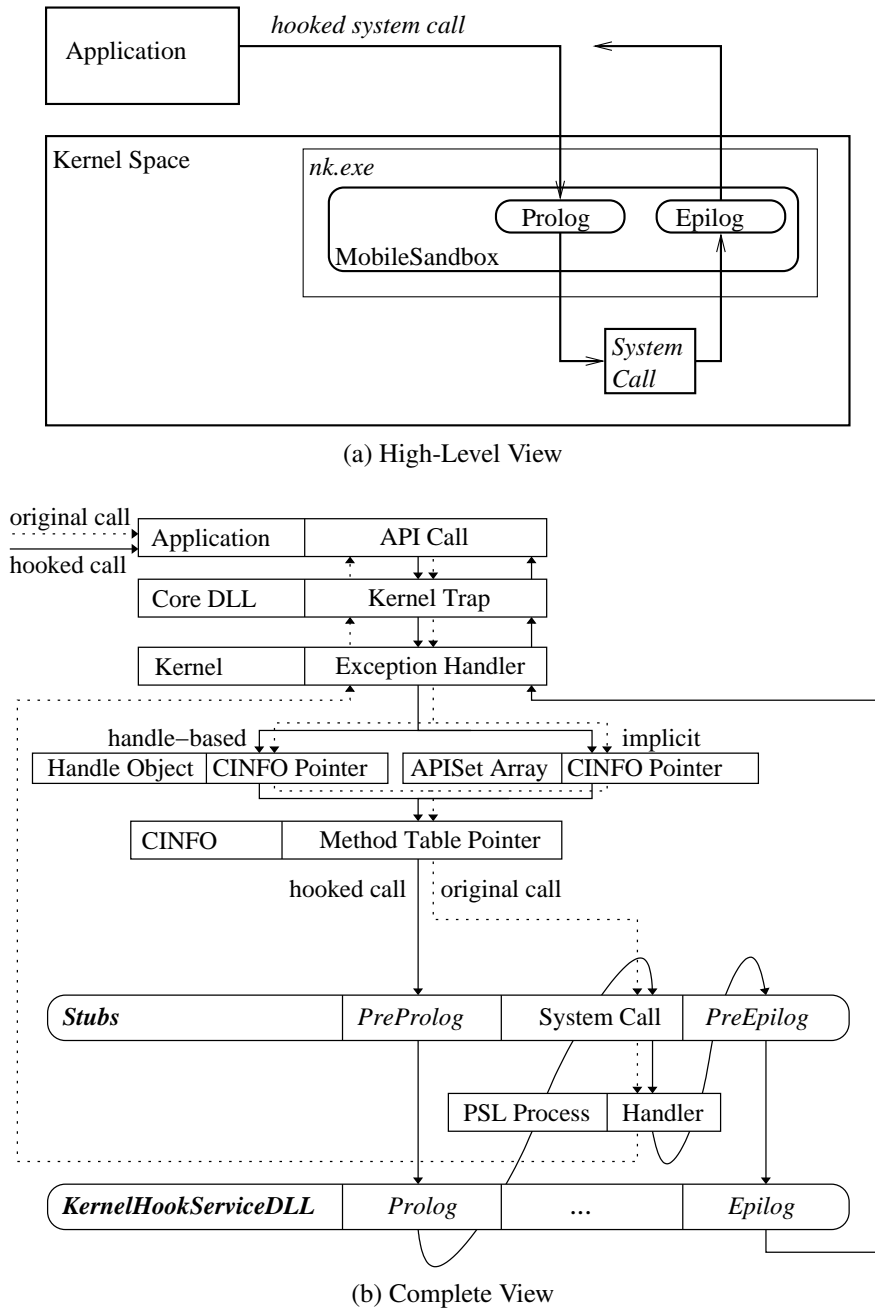 hooked system call
Application
Kernel Space
nk.exe
Prolog
Epilog
MobileSandbox
System
Call
(a) High-Level View
original call
Application
API Call
hooked call
Core DLL
Kernel Trap
Kernel
Exception Handler
handle−based
implicit
Handle Object
CINFO Pointer
APISet Array
CINFO Pointer
CINFO
Method Table Pointer
hooked call
original call
Stubs
PreProlog
System Call
PreEpilog
PSL Process
Handler
KernelHookServiceDLL
Prolog
...
Epilog
(b) Complete View